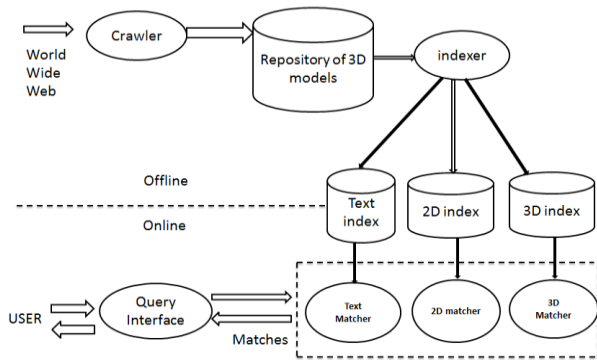 World
Wide
Web
Crawler
Repository of 3D
models
indexer
Offline
Online
Text
index
2D index
3D index
USER
Query
Interface
Matches
Text
Matcher
2D matcher
3D
Matcher